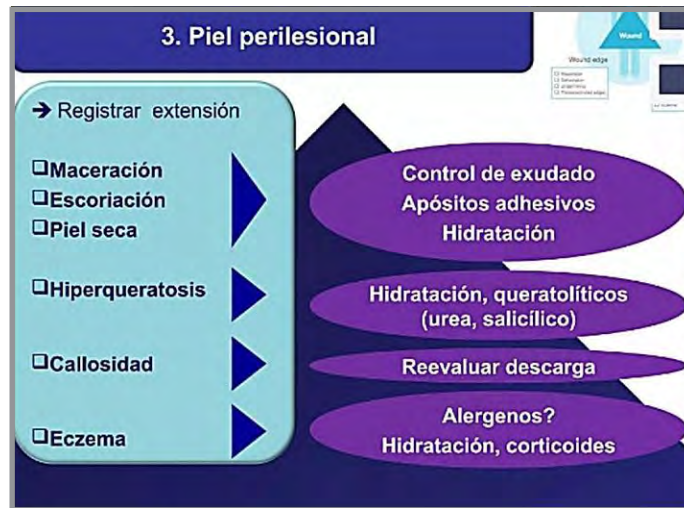 3. Piel perilesional
Wound
Wound edge
➔ Registrar extensión
❑Maceración
❑Escoriación
❑Piel seca
Control de exudado
Apósitos adhesivos
Hidratación
❑Hiperqueratosis
Hidratación, queratolíticos
(urea, salicílico)
❑Callosidad
Reevaluar descarga
❑Eczema
Alergenos?
Hidratación, corticoides